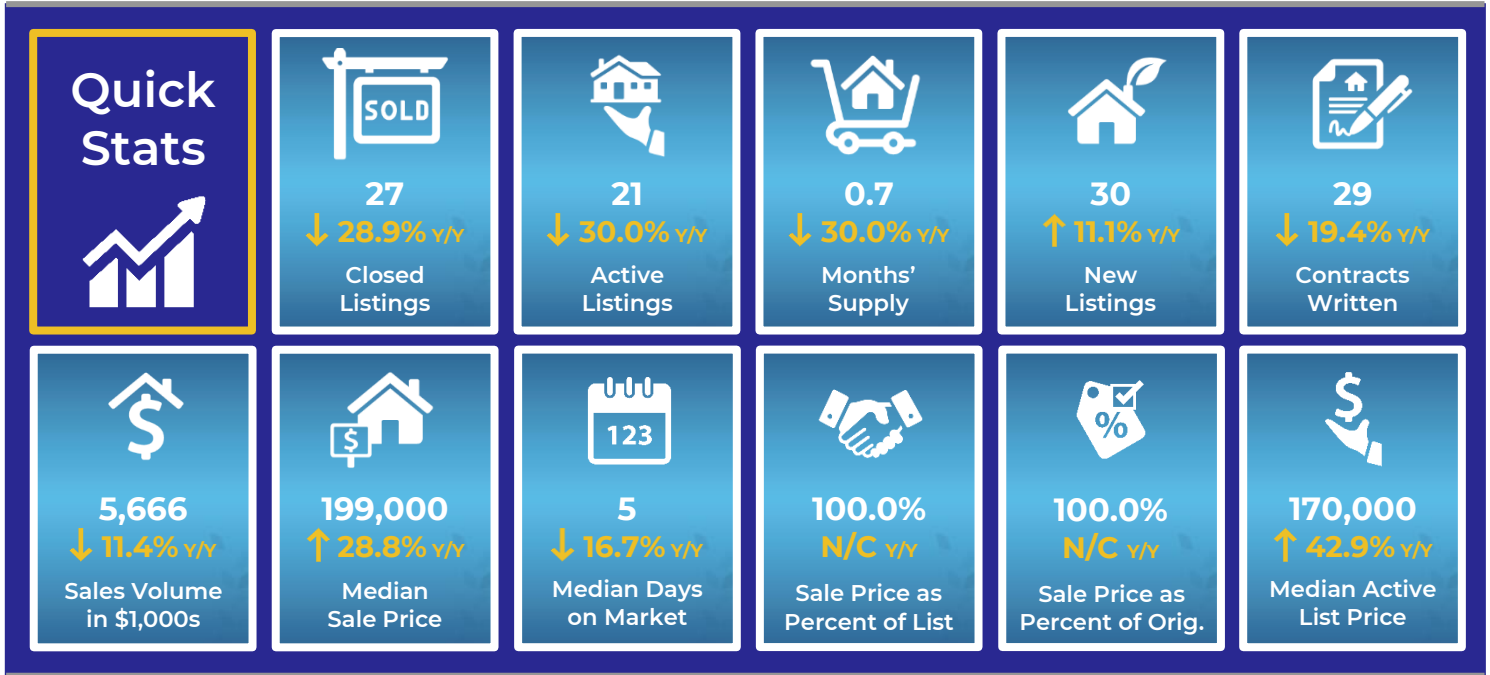 Quick
Stats
SOLD
27
↓ 28.9% Y/Y
Closed
Listings
21
↓ 30.0% Y/Y
Active
Listings
0.7
↓ 30.0% Y/Y
Months’
Supply
30
↑ 11.1% Y/Y
New
Listings
29
↓ 19.4% Y/Y
Contracts
Written
$
5,666
↓ 11.4% Y/Y
Sales Volume
in $1,000s
$
199,000
↑ 28.8% Y/Y
Median
Sale Price
123
5
↓ 16.7% Y/Y
Median Days
on Market
100.0%
N/C Y/Y
Sale Price as
Percent of List
%
100.0%
N/C Y/Y
Sale Price as
Percent of Orig.
$
170,000
↑ 42.9% Y/Y
Median Active
List Price